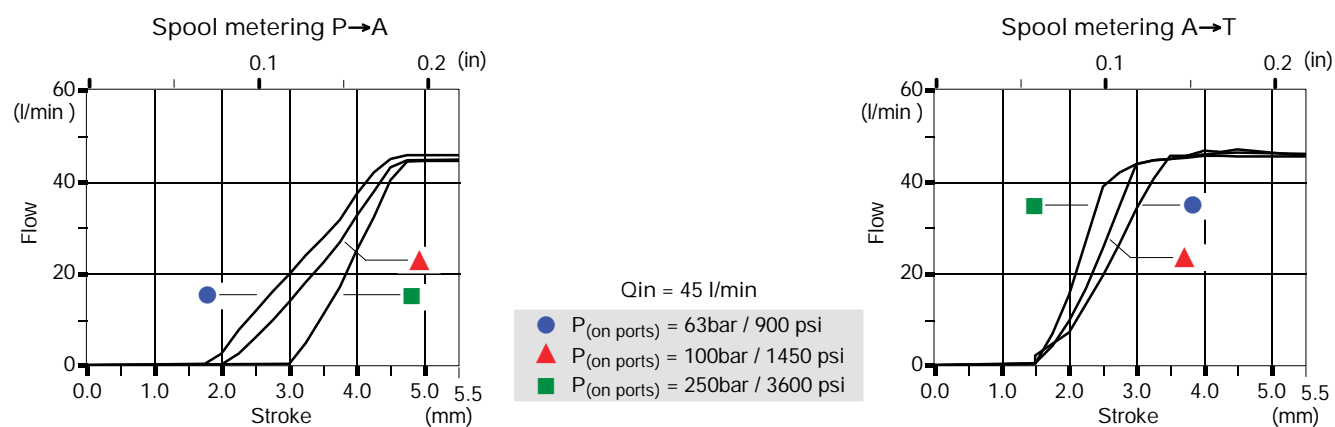 Spool metering P→A
0.1
0.2 (in)
60
(l/min )
40
20
0
Flow
0.0 1.0 2.0 3.0 4.0 5.0 5.5
Stroke
(mm)
Qin = 45 l/min
P(on ports) = 63bar / 900 psi
P(on ports) = 100bar / 1450 psi
P(on ports) = 250bar / 3600 psi
Spool metering A→T
0.1
0.2 (in)
60
(l/min )
40
20
0
Flow
0.0 1.0 2.0 3.0 4.0 5.0 5.5
Stroke
(mm)